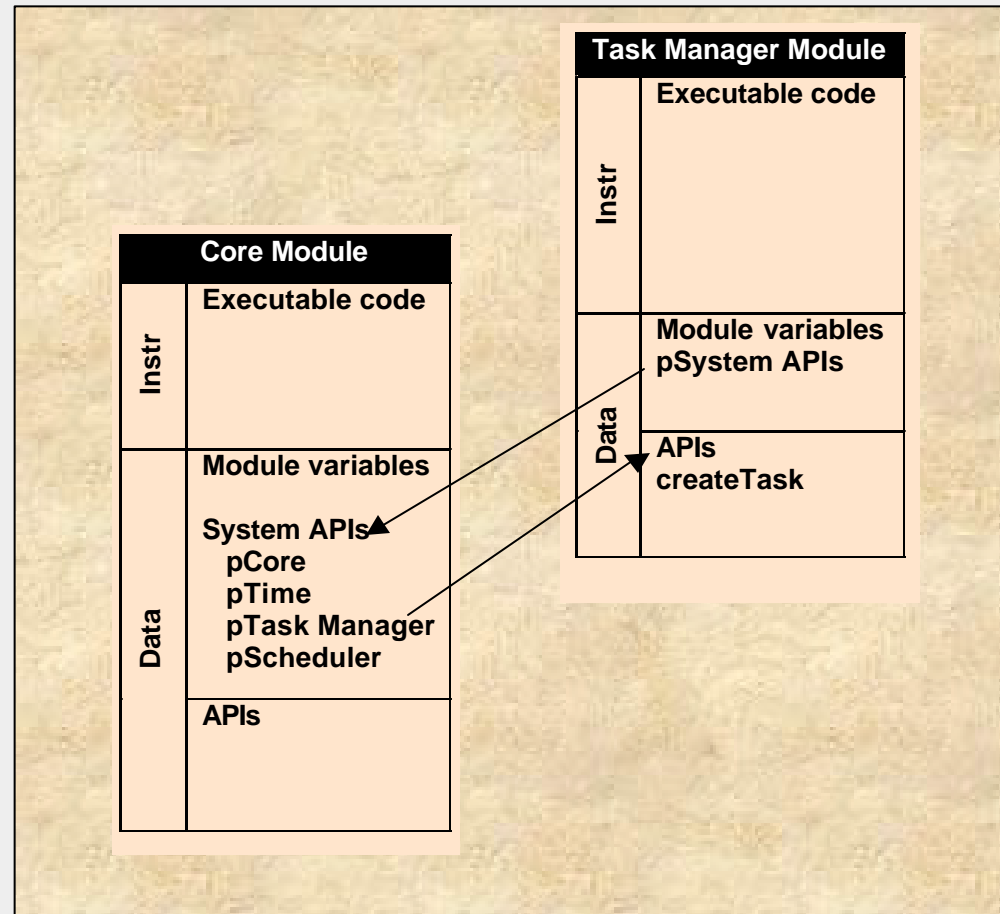 Task Manager Module
Executable code
Instr
Module variables
pSystem APIs
Data
APIs
createTask
Core Module
Executable code
Instr
Module variables
System APIs
pCore
pTime
pTask Manager
pScheduler
Data
APIs